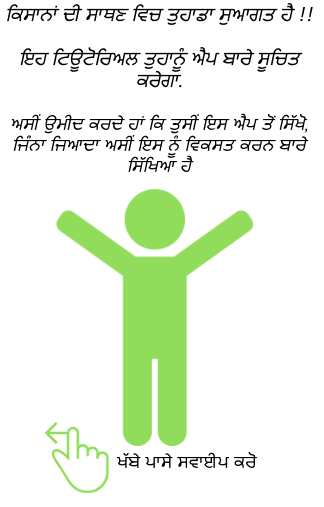 ਕਿਸਾਨਾਂ ਦੀ ਸਾਥਣ ਵਿਚ ਤੁਹਾਡਾ ਸੁਆਗਤ ਹੈ !!
ਇਹ ਟਿਊਟੋਰਿਅਲ ਤੁਹਾਨੂੰ ਐਪ ਬਾਰੇ ਸੂਚਿਤ
ਕਰੇਗਾ.
ਅਸੀਂ ਉਮੀਦ ਕਰਦੇ ਹਾਂ ਕਿ ਤੁਸੀਂ ਇਸ ਐਪ ਤੋਂ ਸਿੱਖੋ,
ਜਿੰਨਾ ਜਿਆਦਾ ਅਸੀਂ ਇਸ ਨੂੰ ਵਿਕਸਤ ਕਰਨ ਬਾਰੇ
ਸਿੱਖਿਆ ਹੈ
ਖੱਬੇ ਪਾਸੇ ਸਵਾਈਪ ਕਰੋ